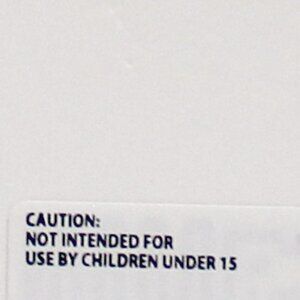 CAUTION:
NOT INTENDED FOR
USE BY CHILDREN UNDER 15